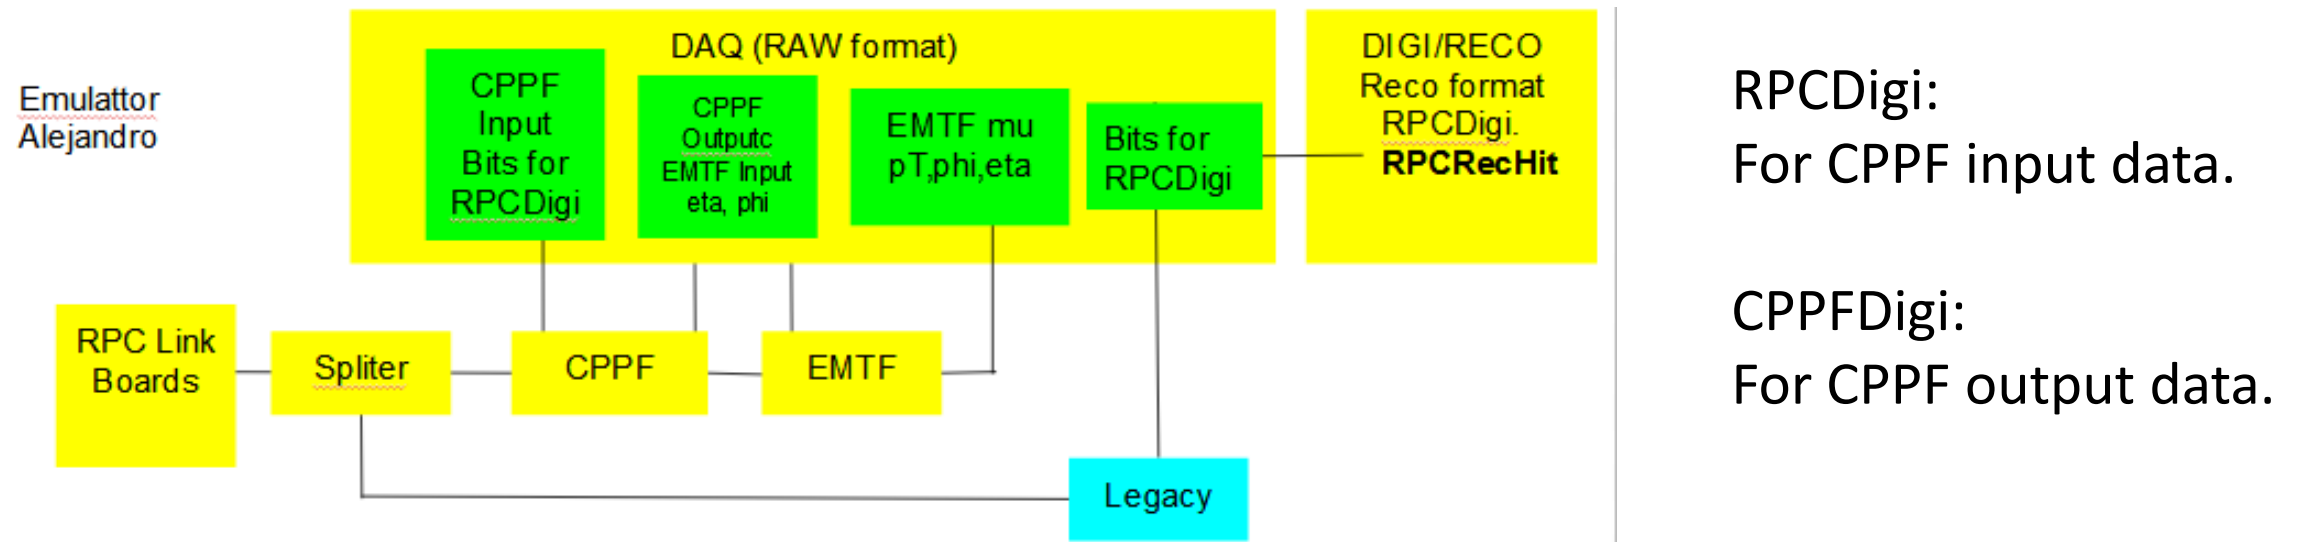 Emulattor
Alejandro
DAQ (RAW format)
CPPF
Input
Bits for
RPCDigi
CPPF
Outputc
EMTF Input
eta, phi
EMTF mu
pT,phi,eta
Bits for
RPCDigi
DIGI/RECO
Reco format
RPCDigi.
RPCRecHit
RPC Link
Boards
Spliter
CPPF
EMTF
Legacy
RPCDigi:
For CPPF input data.
CPPFDigi:
For CPPF output data.